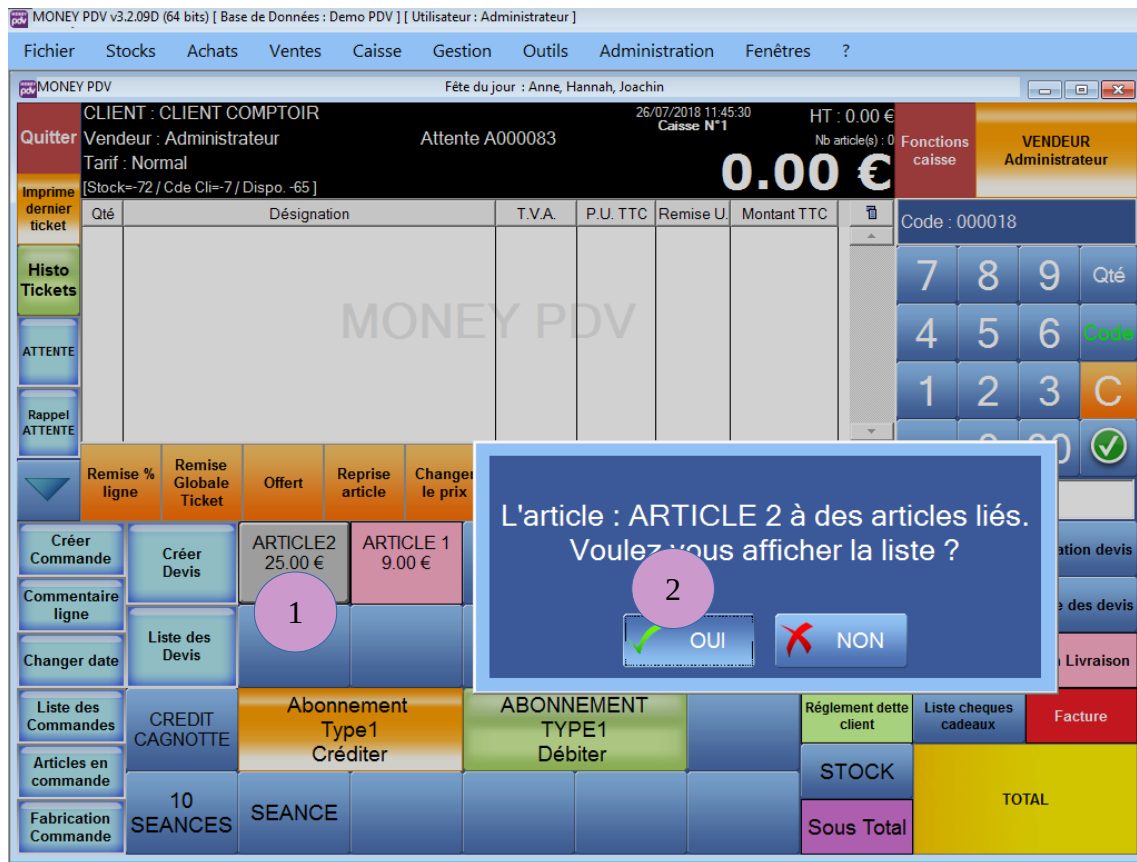 MONEY PDV v3.2.09D (64 bits) [ Base de Données : Demo PDV ] [ Utilisateur : Administrateur ]
Fichier Stocks Achats Ventes Caisse Gestion Outils Administration Fenêtres ?
MONEY PDV Fête du jour : Anne, Hannah, Joachin
Quitter
CLIENT : CLIENT COMPTOIR
Vendeur : Administrateur
Tarif : Normal
[Stock=-72 / Cde Cli=-7 / Dispo. -65 ]
Attente A000083
26/07/2018 11:45:30
Caisse N°1
HT : 0.00 €
Nb article(s) : 0
0.00 €
Fonctions
caisse
VENDEUR
Administrateur
Imprime
dernier
ticket
Qté Désignation T.V.A. P.U. TTC Remise U. Montant TTC
Code : 000018
Histo
Tickets
ATTENTE
Rappel
ATTENTE
MONEY PDV
7 8 9 Qté
4 5 6 Code
1 2 3 C
Remise %
ligne
Remise
Globale
Ticket
Offert
Reprise
article
Changer
le prix
L'article : ARTICLE 2 à des articles liés.
Voulez vous afficher la liste ?
2
OUI NON
Créer
Commande
Créer
Devis
ARTICLE2
25.00 €
ARTICLE 1
9.00 €
1
Commentaire
ligne
Liste des
Devis
Changer date
devis
des devis
Livraison
Liste des
Commandes
CREDIT
CAGNOTTE
Abonnement
Type1
Créditer
ABONNEMENT
TYPE1
Débiter
Réglement dette
client
Liste cheques
cadeaux
Facture
Articles en
commande
STOCK
TOTAL
Fabrication
Commande
10
SEANCES
SEANCE
Sous Total